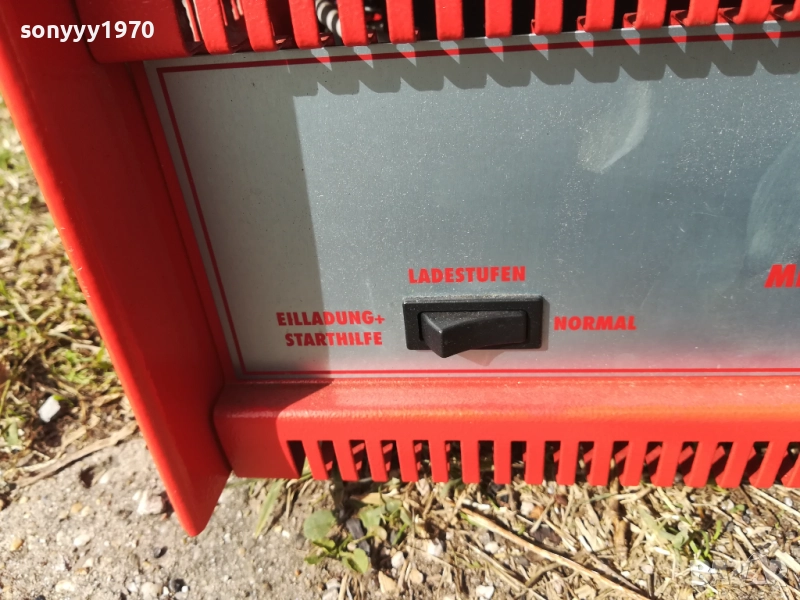 sonyyy1970
LADESTUFEN
EILLADUNG+
STARTHILFE
NORMAL